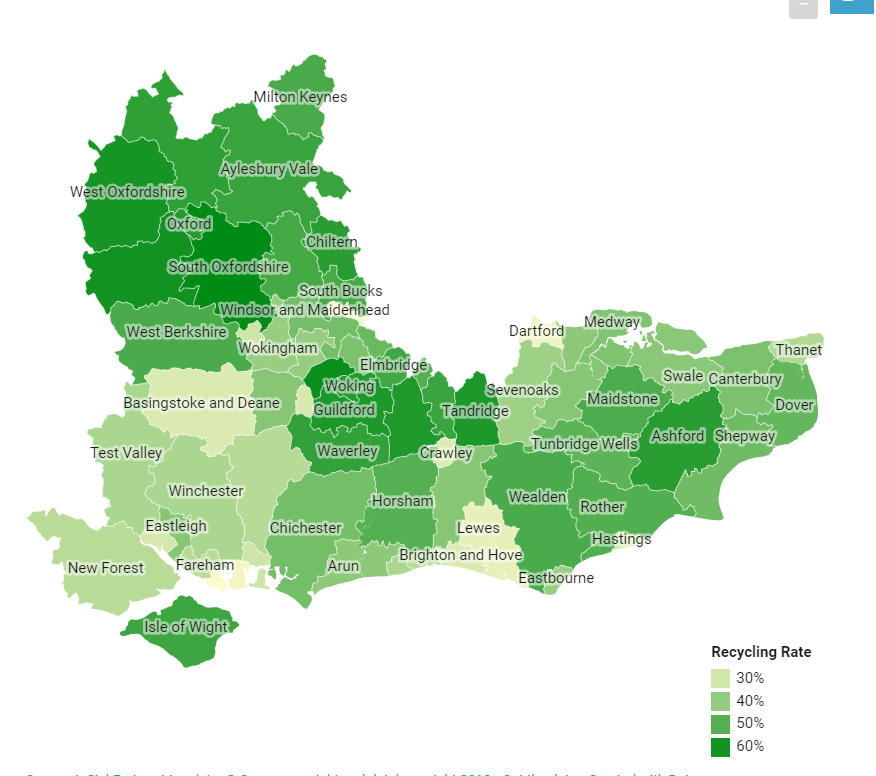 Milton Keynes
Aylesbury Vale
West Oxfordshire
Oxford
Chiltern
South Oxfordshire
South Bucks
Windsor and Maidenhead
Medway
Dartford
West Berkshire
Wokingham
Thanet
Elmbridge
Swale
Canterbury
Woking
Sevenoaks
Maidstone
Basingstoke and Deane
Guildford
Tandridge
Dover
Ashford
Shepway
Tunbridge Wells
Test Valley
Waverley
Crawley
Winchester
Horsham
Wealden
Rother
Eastleigh
Chichester
Lewes
Hastings
Brighton and Hove
New Forest
Fareham
Arun
Eastbourne
Isle of Wight
Recycling Rate
30%
40%
50%
60%